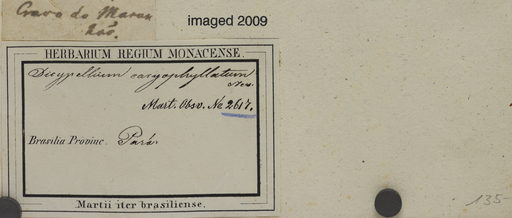 Cravo do Maran
hão.
imaged 2009
HERBARIUM REGIUM MONACENSE.
Dicypellium caryophyllatum
Nees.
Mart. Obsv. No 2617.
Brasilia Provinc. Pará.
Martii iter brasiliense.
135